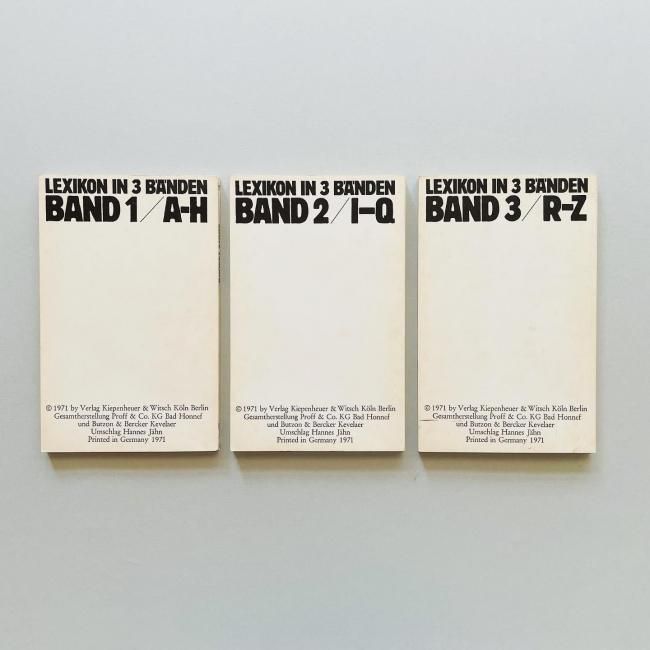 LEXIKON IN 3 BÄNDEN
BAND 1/A-H
© 1971 by Verlag Kiepenheuer & Witsch Köln Berlin
Gesamtherstellung Proff & Co. KG Bad Honnef
und Butzon & Bercker Kevelaer
Umschlag Hannes Jähn
Printed in Germany 1971
LEXIKON IN 3 BÄNDEN
BAND 2/I-Q
© 1971 by Verlag Kiepenheuer & Witsch Köln Berlin
Gesamtherstellung Proff & Co. KG Bad Honnef
und Butzon & Bercker Kevelaer
Umschlag Hannes Jähn
Printed in Germany 1971
LEXIKON IN 3 BÄNDEN
BAND 3/R-Z
© 1971 by Verlag Kiepenheuer & Witsch Köln Berlin
Gesamtherstellung Proff & Co. KG Bad Honnef
und Butzon & Bercker Kevelaer
Umschlag Hannes Jähn
Printed in Germany 1971